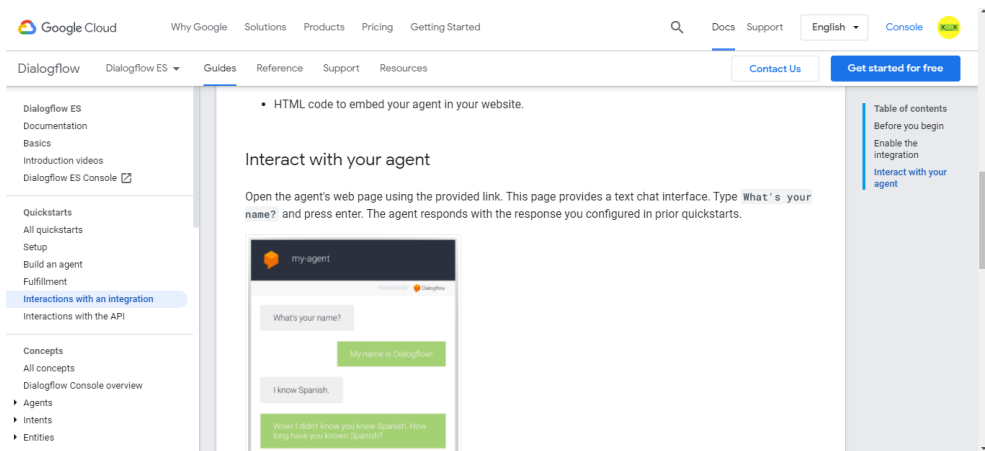 Google Cloud Why Google Solutions Products Pricing Getting Started Docs Support English Console
Dialogflow Dialogflow ES Guides Reference Support Resources Contact Us Get started for free
Dialogflow ES
Documentation
Basics
Introduction videos
Dialogflow ES Console
Quickstarts
All quickstarts
Setup
Build an agent
Fulfillment
Interactions with an integration
Interactions with the API
Concepts
All concepts
Dialogflow Console overview
Agents
Intents
Entities
• HTML code to embed your agent in your website.
Interact with your agent
Open the agent's web page using the provided link. This page provides a text chat interface. Type What's your
name? and press enter. The agent responds with the response you configured in prior quickstarts.
my-agent
POWERED BY Dialogflow
What's your name?
My name is Dialogflow!
I know Spanish.
Wow! I didn't know you knew Spanish. How
long have you known Spanish?
Table of contents
Before you begin
Enable the
integration
Interact with your
agent